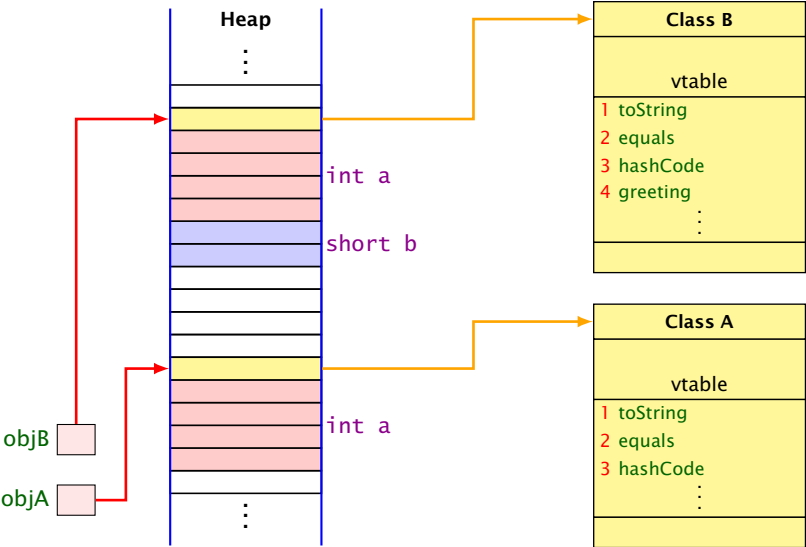 Heap
⋮
int a
short b
int a
⋮
objB
objA
Class B
vtable
1 toString
2 equals
3 hashCode
4 greeting
⋮
Class A
vtable
1 toString
2 equals
3 hashCode
⋮